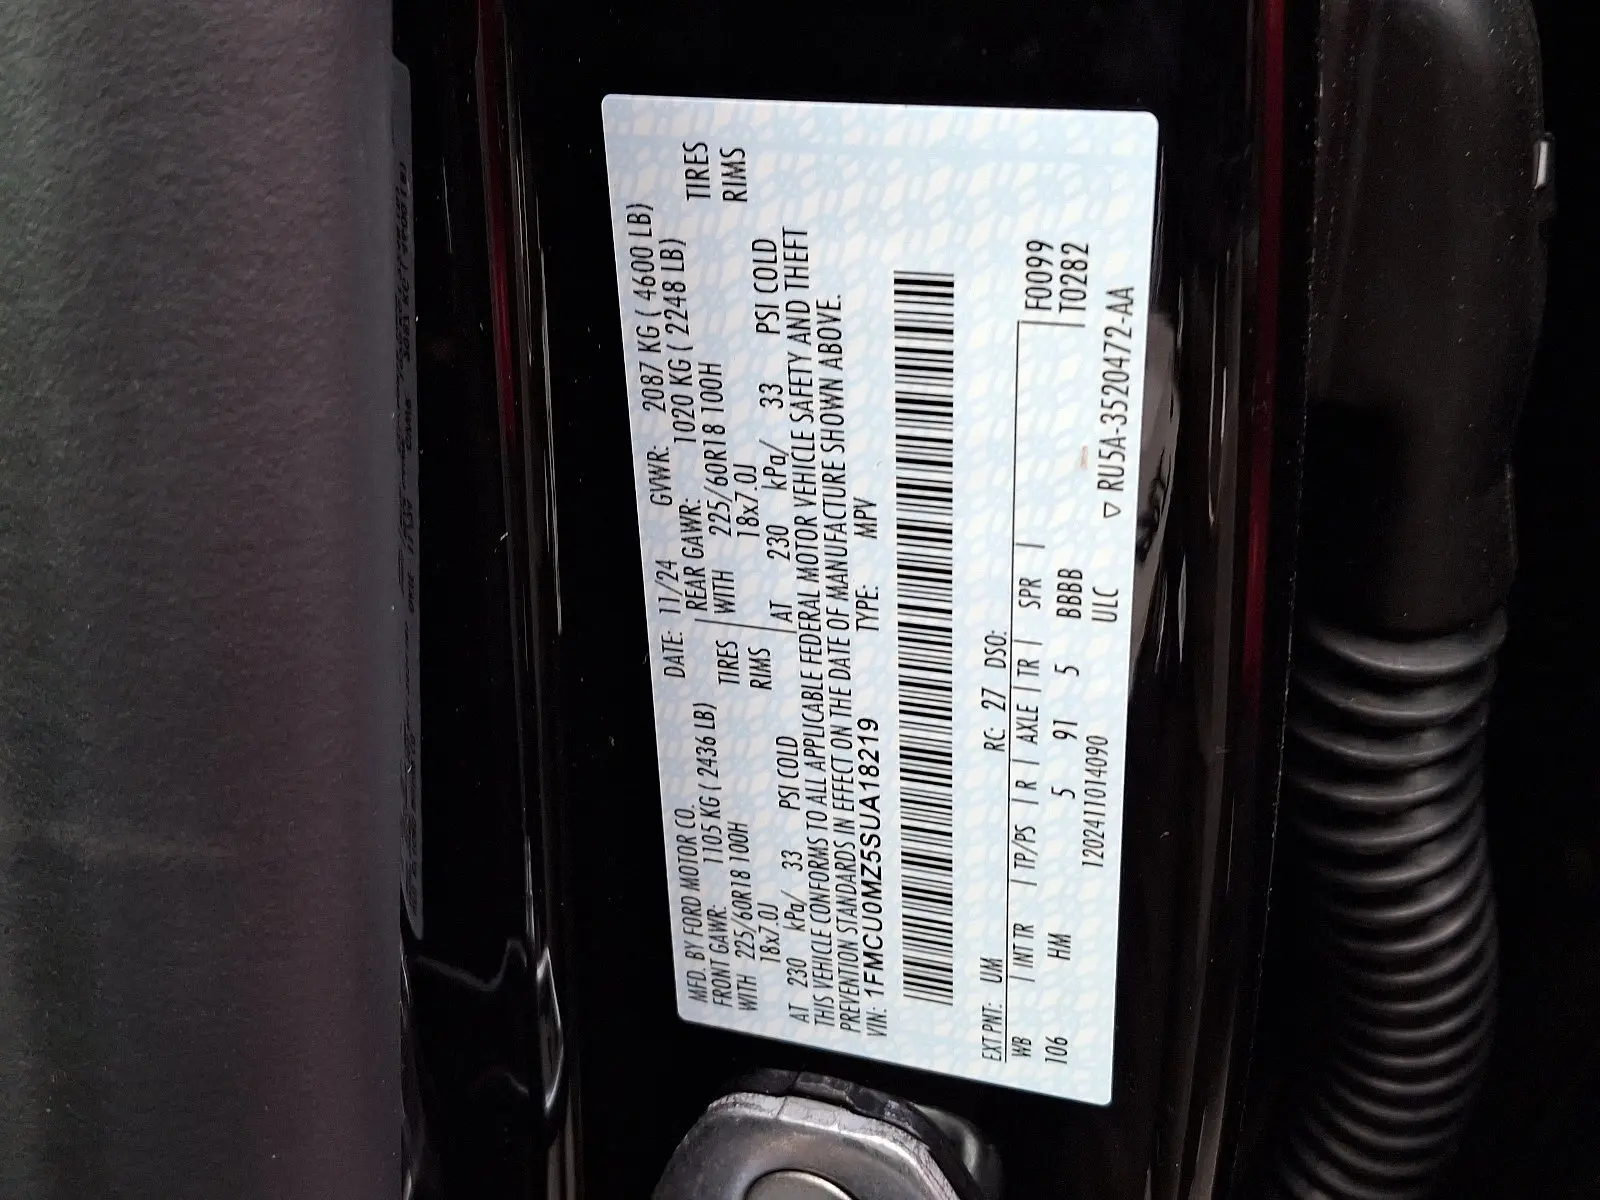 MFD. BY FORD MOTOR CO. DATE: 11/24 GVWR: 2087 KG ( 4600 LB)
FRONT GAWR: 1105 KG ( 2436 LB) REAR GAWR: 1020 KG ( 2248 LB)
WITH 225/60R18 100H TIRES WITH 225/60R18 100H TIRES
18x7.0J RIMS 18x7.0J RIMS
AT 230 kPa/ 33 PSI COLD AT 230 kPa/ 33 PSI COLD
THIS VEHICLE CONFORMS TO ALL APPLICABLE FEDERAL MOTOR VEHICLE SAFETY AND THEFT
PREVENTION STANDARDS IN EFFECT ON THE DATE OF MANUFACTURE SHOWN ABOVE.
VIN: 1FMCU0MZ5SUA18219 TYPE: MPV
EXT PNT: UM RC: 27 DSO: F0099
WB | INT TR | TP/PS | R | AXLE | TR | SPR | T0282
106 HM 5 91 5 BBBB
1202411014090 ULC ▽ RU5A-3520472-AA